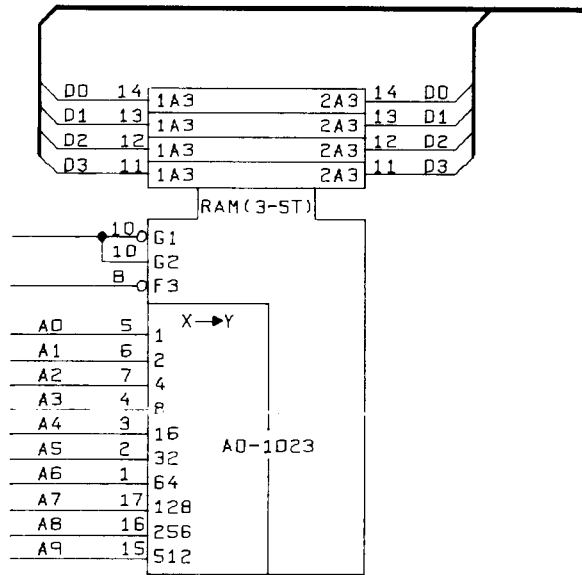 D0 14 1A3 2A3 14 D0
D1 13 1A3 2A3 13 D1
D2 12 1A3 2A3 12 D2
D3 11 1A3 2A3 11 D3
RAM(3-ST)
10 G1
10 G2
8 F3
X→Y
A0 5 1
A1 6 2
A2 7 4
A3 4 8
A4 3 16
A5 2 32
A0-1023
A6 1 64
A7 17 128
A8 16 256
A9 15 512